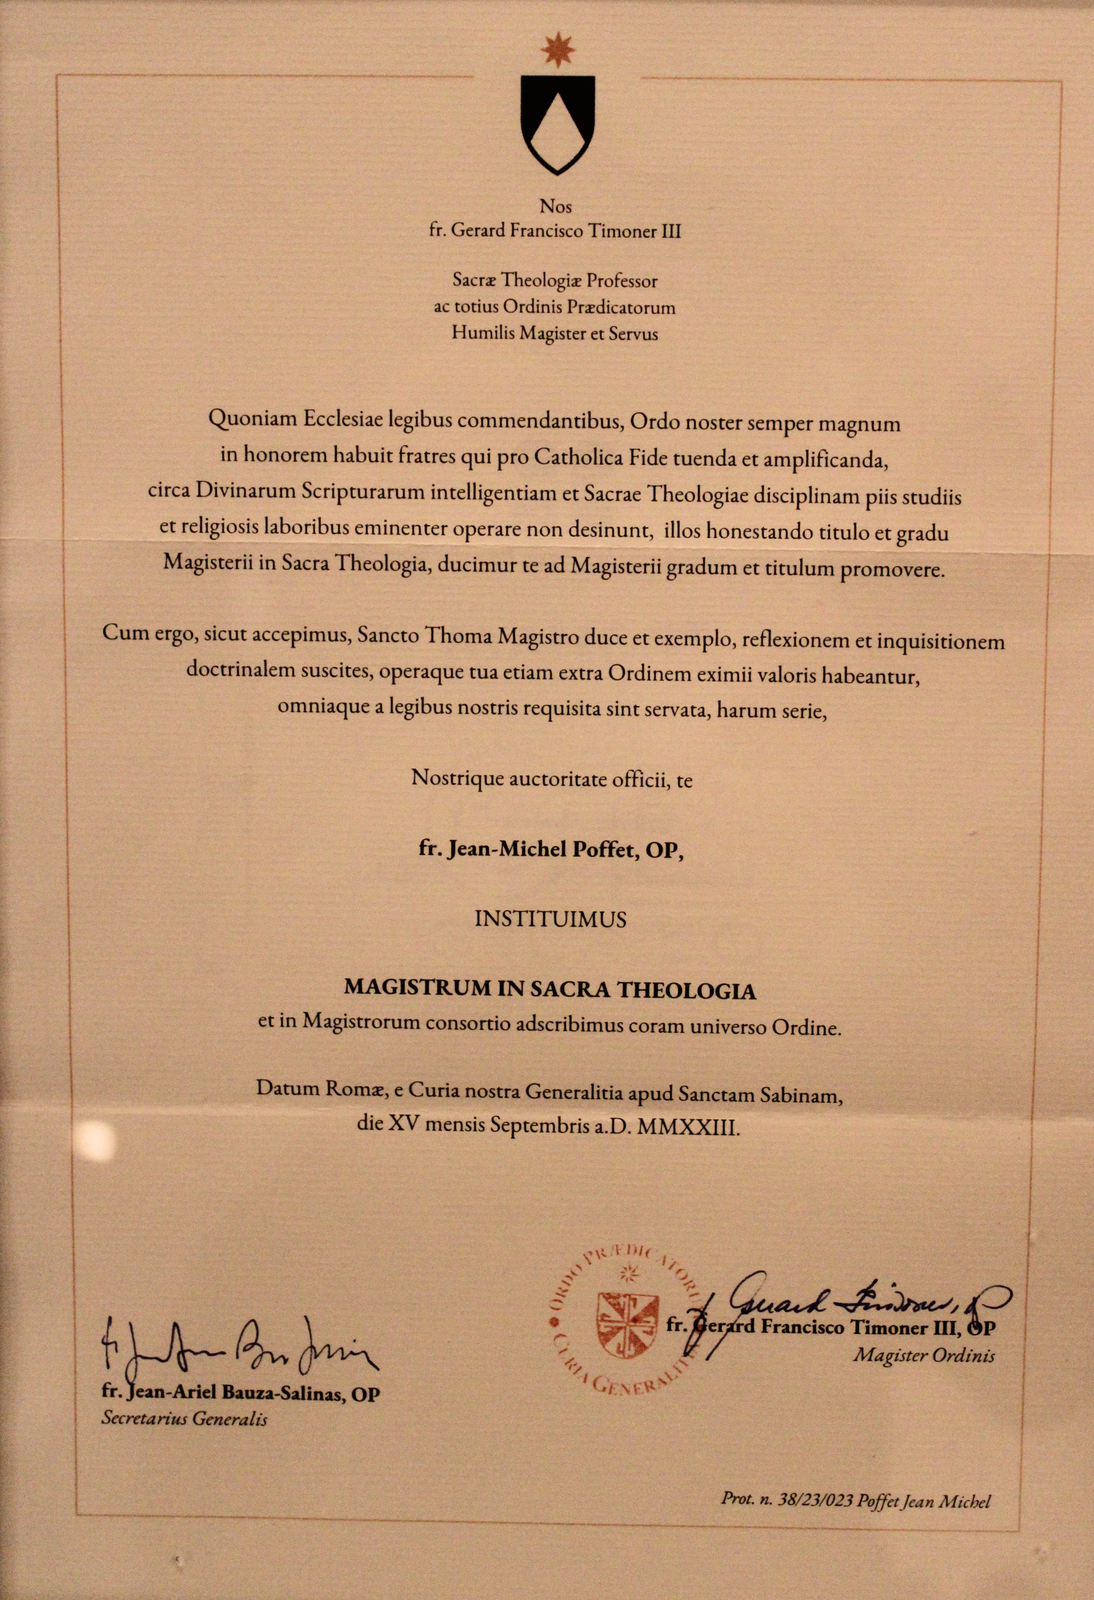 Nos
fr. Gerard Francisco Timoner III
Sacræ Theologiæ Professor
ac totius Ordinis Prædicatorum
Humilis Magister et Servus
Quoniam Ecclesiae legibus commendantibus, Ordo noster semper magnum
in honorem habuit fratres qui pro Catholica Fide tuenda et amplificanda,
circa Divinarum Scripturarum intelligentiam et Sacrae Theologiae disciplinam piis studiis
et religiosis laboribus eminenter operare non desinunt, illos honestando titulo et gradu
Magisterii in Sacra Theologia, ducimur te ad Magisterii gradum et titulum promovere.
Cum ergo, sicut accepimus, Sancto Thoma Magistro duce et exemplo, reflexionem et inquisitionem
doctrinalem suscites, operaque tua etiam extra Ordinem eximii valoris habeantur,
omniaque a legibus nostris requisita sint servata, harum serie,
Nostrique auctoritate officii, te
fr. Jean-Michel Poffet, OP,
INSTITUIMUS
MAGISTRUM IN SACRA THEOLOGIA
et in Magistrorum consortio adscribimus coram universo Ordine.
Datum Romæ, e Curia nostra Generalitia apud Sanctam Sabinam,
die XV mensis Septembris a.D. MMXXIII.
ORDO PRÆDICATORU
CURIA GENERALITI
Gerard Timoner, OP
fr. Gerard Francisco Timoner III, OP
Magister Ordinis
fr. Jean-Ariel Bauza-Salinas, OP
Secretarius Generalis
Prot. n. 38/23/023 Poffet Jean Michel